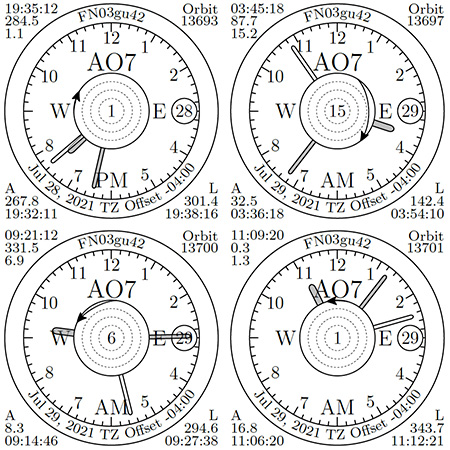 19:35:12
284.5
1.1
FN03gu42
Orbit
13693
12
11
1
10
2
AO7
W
1
E
28
8
4
7
PM
5
Jul 28, 2021 TZ Offset -04:00
A
267.8
19:32:11
L
301.4
19:38:16
03:45:18
87.7
15.2
FN03gu42
Orbit
13697
12
11
1
10
2
AO7
W
15
E
29
8
4
7
AM
5
Jul 29, 2021 TZ Offset -04:00
A
32.5
03:36:18
L
142.4
03:54:10
09:21:12
331.5
6.9
FN03gu42
Orbit
13700
12
11
1
10
2
AO7
W
6
E
29
8
4
7
AM
5
Jul 29, 2021 TZ Offset -04:00
A
8.3
09:14:46
L
294.6
09:27:38
11:09:20
0.3
1.3
FN03gu42
Orbit
13701
12
11
1
10
2
AO7
W
1
E
29
8
4
7
AM
5
Jul 29, 2021 TZ Offset -04:00
A
16.8
11:06:20
L
343.7
11:12:21